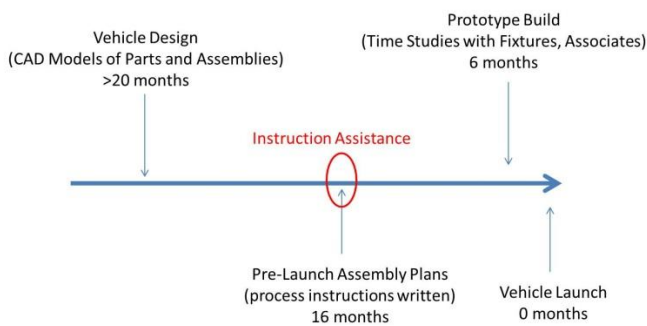 Vehicle Design
(CAD Models of Parts and Assemblies)
>20 months
Prototype Build
(Time Studies with Fixtures, Associates)
6 months
Instruction Assistance
Pre-Launch Assembly Plans
(process instructions written)
16 months
Vehicle Launch
0 months